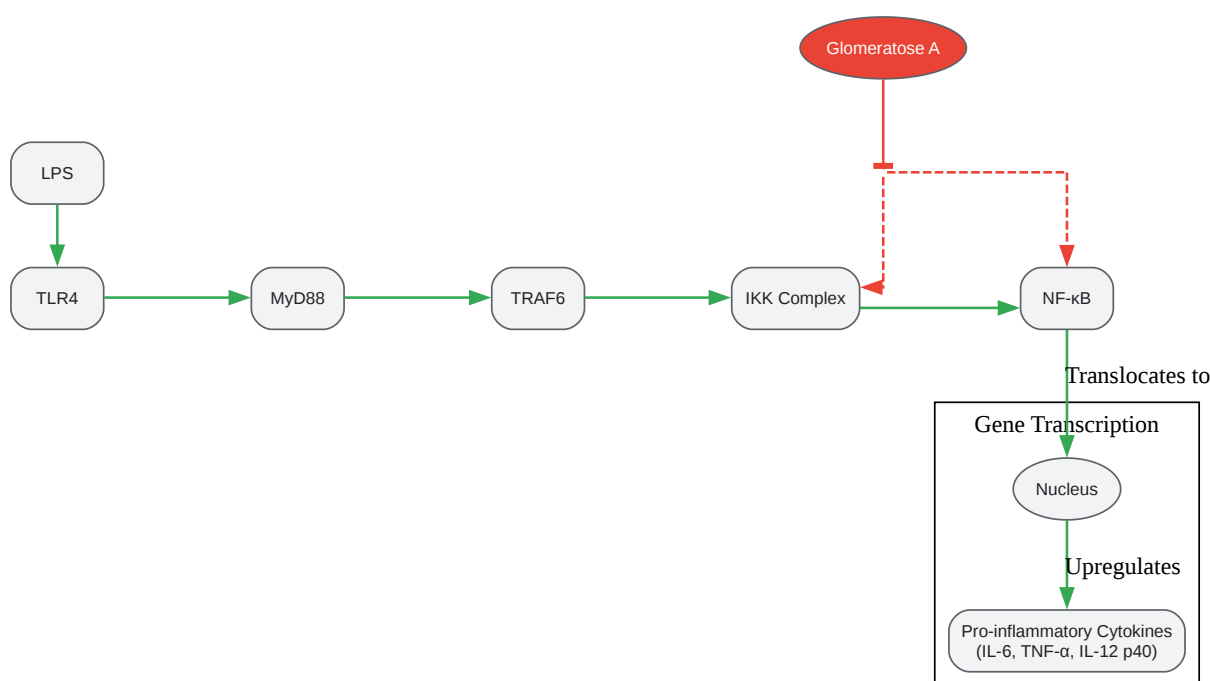 Glomeratose A
LPS
TLR4
MyD88
TRAF6
IKK Complex
NF-κB
Translocates to
Gene Transcription
Nucleus
Upregulates
Pro-inflammatory Cytokines
(IL-6, TNF-α, IL-12 p40)